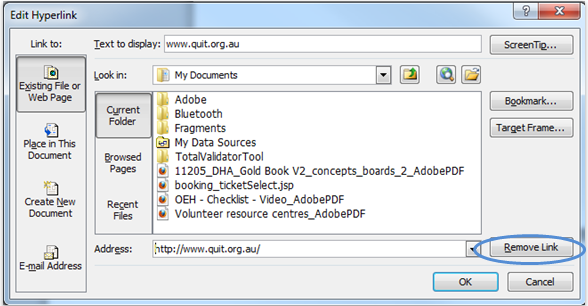 Edit Hyperlink
Link to:
Text to display: www.quit.org.au
ScreenTip...
Existing File or
Web Page
Look in: My Documents
Current
Folder
Adobe
Bluetooth
Fragments
My Data Sources
TotalValidatorTool
11205_DHA_Gold Book V2_concepts_boards_2_AdobePDF
booking_ticketSelect.jsp
OEH - Checklist - Video_AdobePDF
Volunteer resource centres_AdobePDF
Bookmark...
Target Frame...
Place in This
Document
Browsed
Pages
Create New
Document
Recent
Files
E-mail Address
Address: http://www.quit.org.au/
Remove Link
OK
Cancel